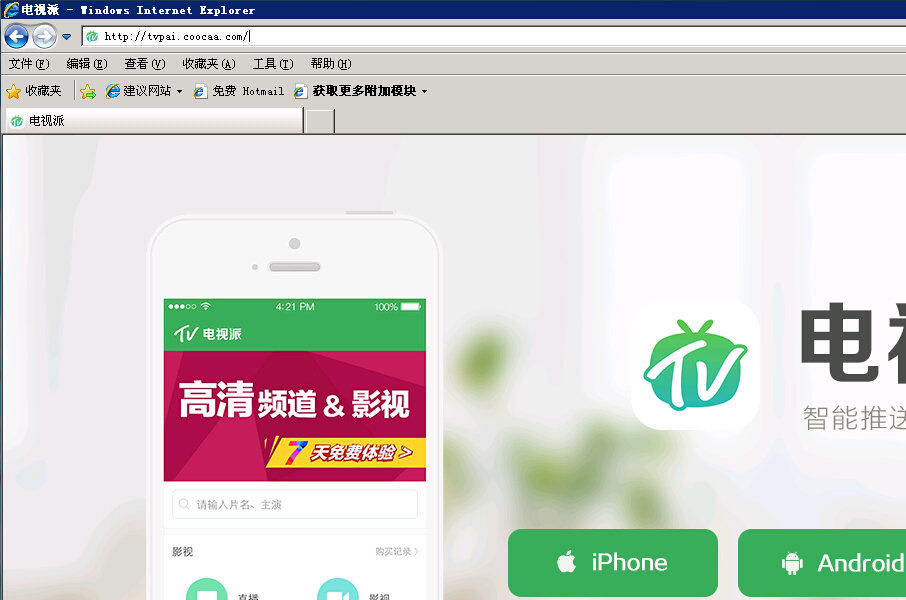 电视派 - Windows Internet Explorer
http://tvpai.coocaa.com/
文件(F) 编辑(E) 查看(V) 收藏夹(A) 工具(T) 帮助(H)
收藏夹 建议网站 免费 Hotmail 获取更多附加模块
电视派
4:21 PM 100%
TV 电视派
高清频道 & 影视
7天免费体验 >
请输入片名、主演
影视 购买记录 >
直播 影视
TV
电
智能推送
iPhone Android